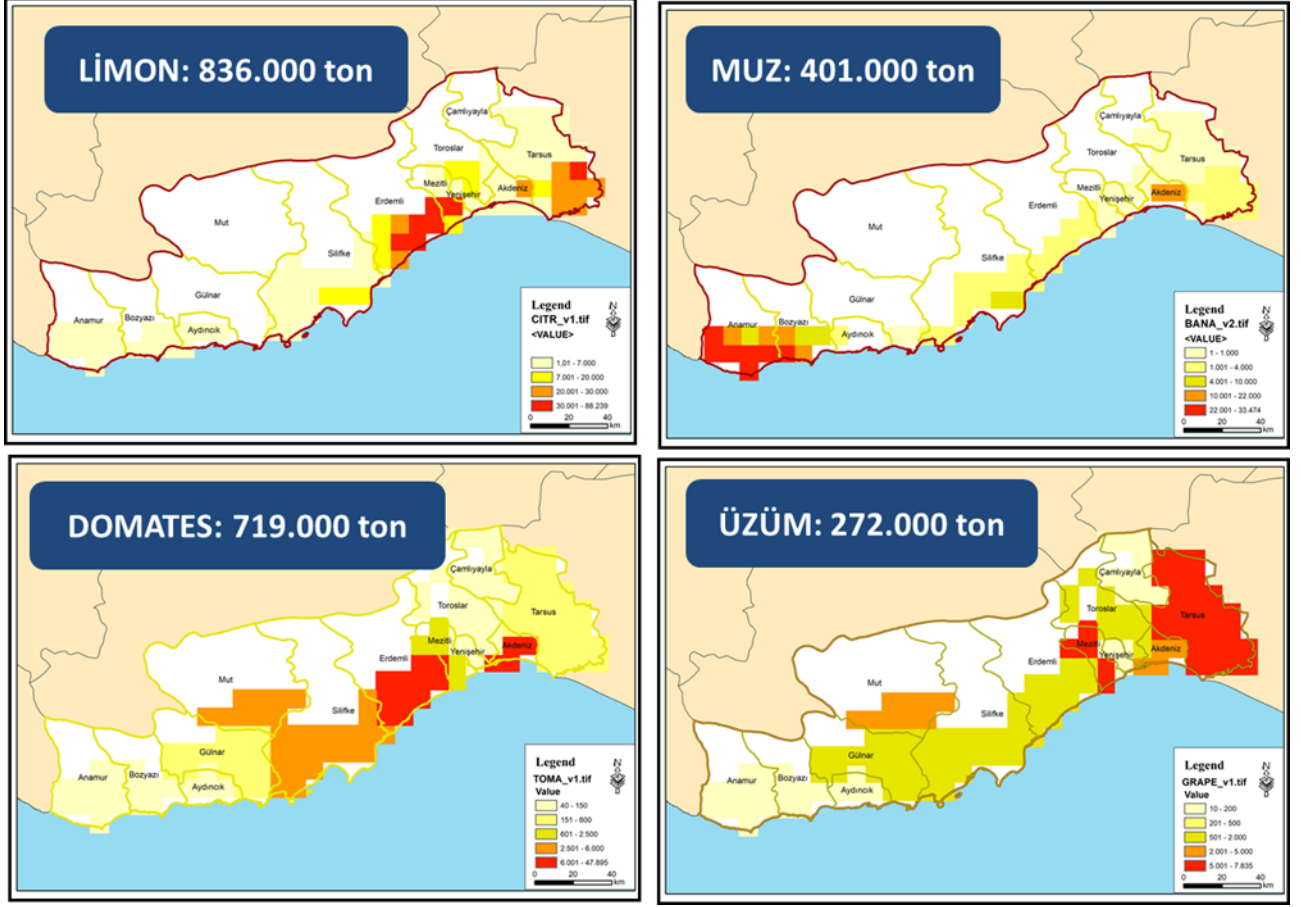 LİMON: 836.000 ton
Çamlıyayla
Toroslar
Tarsus
Mezitli
Yenişehir
Akdeniz
Erdemli
Mut
Silifke
Gülnar
Anamur
Bozyazı
Aydıncık
Legend
CITR_v1.tif
<VALUE>
1,01 - 7.000
7.001 - 20.000
20.001 - 30.000
30.001 - 88.239
0 20 40
km
N
MUZ: 401.000 ton
Çamlıyayla
Toroslar
Tarsus
Mezitli
Akdeniz
Yenişehir
Erdemli
Mut
Silifke
Gülnar
Anamur
Bozyazı
Aydıncık
Legend
BANA_v2.tif
<VALUE>
1 - 1.000
1.001 - 4.000
4.001 - 10.000
10.001 - 22.000
22.001 - 33.474
0 20 40
km
N
DOMATES: 719.000 ton
Çamlıyayla
Toroslar
Tarsus
Mezitli
Akdeniz
Yenişehir
Erdemli
Mut
Silifke
Gülnar
Anamur
Bozyazı
Aydıncık
Legend
TOMA_v1.tif
Value
40 - 150
151 - 600
601 - 2.500
2.501 - 6.000
6.001 - 47.895
0 20 40
km
N
ÜZÜM: 272.000 ton
Çamlıyayla
Toroslar
Tarsus
Mezitli
Akdeniz
Yenişehir
Erdemli
Mut
Silifke
Gülnar
Anamur
Bozyazı
Aydıncık
Legend
GRAPE_v1.tif
Value
10 - 200
201 - 500
501 - 2.000
2.001 - 5.000
5.001 - 7.835
0 20 40
km
N